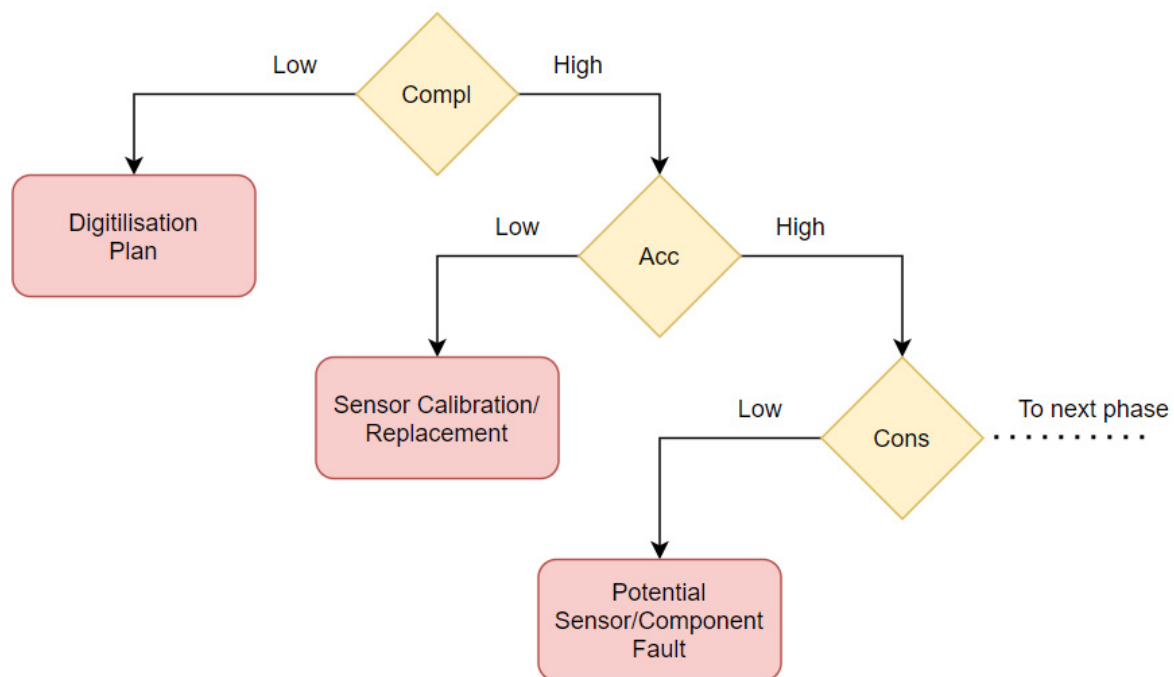 Low
High
Compl
Digitilisation
Plan
Low
High
Acc
Sensor Calibration/
Replacement
Low
To next phase
Cons
Potential
Sensor/Component
Fault